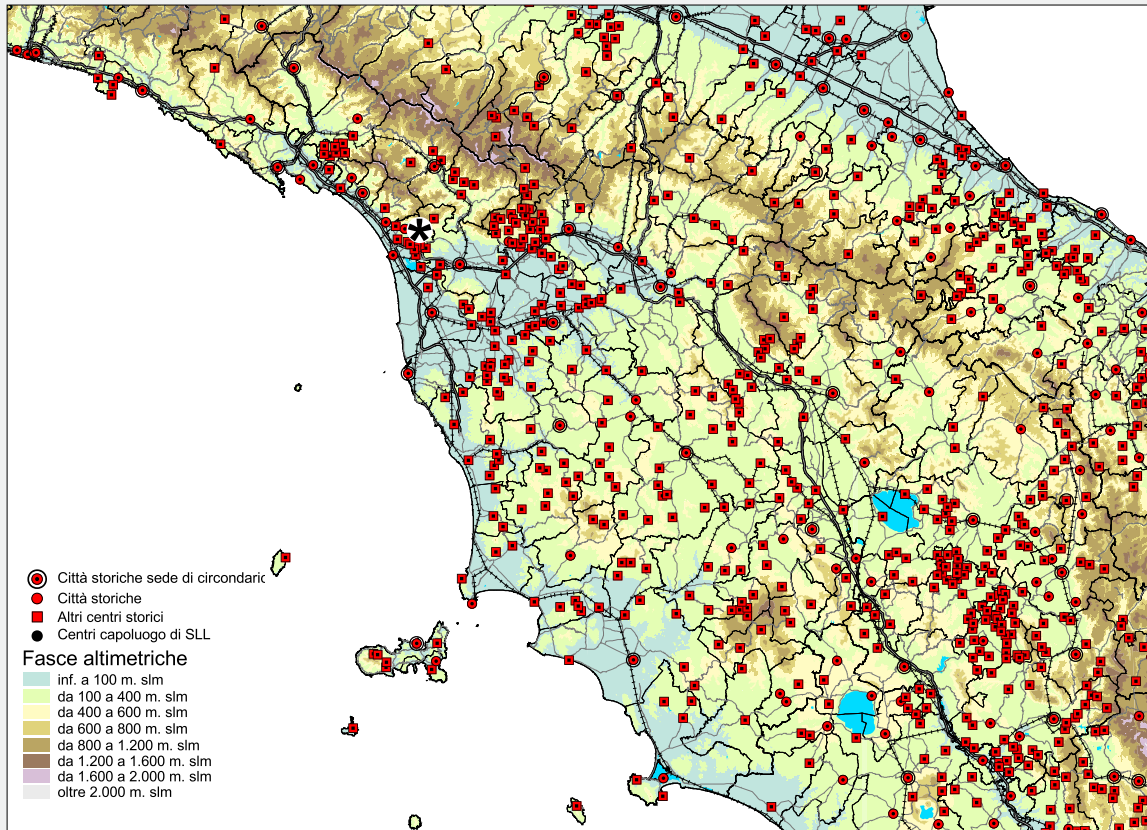 Città storiche sede di circondaric
Città storiche
Altri centri storici
Centri capoluogo di SLL
Fasce altimetriche
inf. a 100 m. slm
da 100 a 400 m. slm
da 400 a 600 m. slm
da 600 a 800 m. slm
da 800 a 1.200 m. slm
da 1.200 a 1.600 m. slm
da 1.600 a 2.000 m. slm
oltre 2.000 m. slm